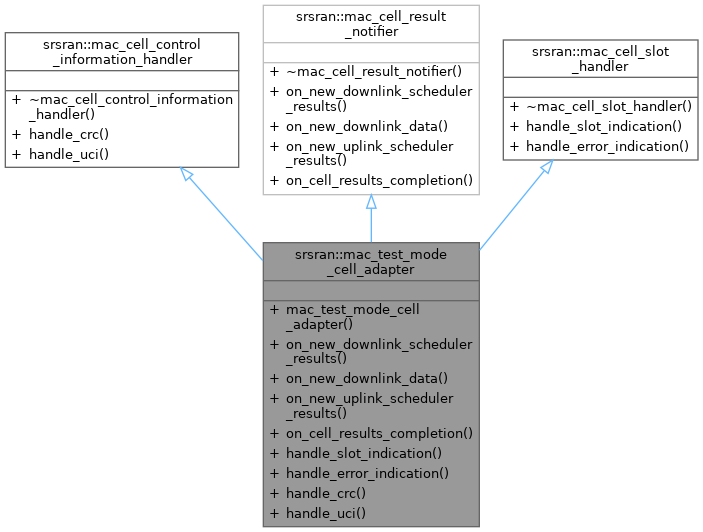 srsran::mac_cell_control
_information_handler
+ ~mac_cell_control_information
_handler()
+ handle_crc()
+ handle_uci()
srsran::mac_cell_result
_notifier
+ ~mac_cell_result_notifier()
+ on_new_downlink_scheduler
_results()
+ on_new_downlink_data()
+ on_new_uplink_scheduler
_results()
+ on_cell_results_completion()
srsran::mac_cell_slot
_handler
+ ~mac_cell_slot_handler()
+ handle_slot_indication()
+ handle_error_indication()
srsran::mac_test_mode
_cell_adapter
+ mac_test_mode_cell
_adapter()
+ on_new_downlink_scheduler
_results()
+ on_new_downlink_data()
+ on_new_uplink_scheduler
_results()
+ on_cell_results_completion()
+ handle_slot_indication()
+ handle_error_indication()
+ handle_crc()
+ handle_uci()